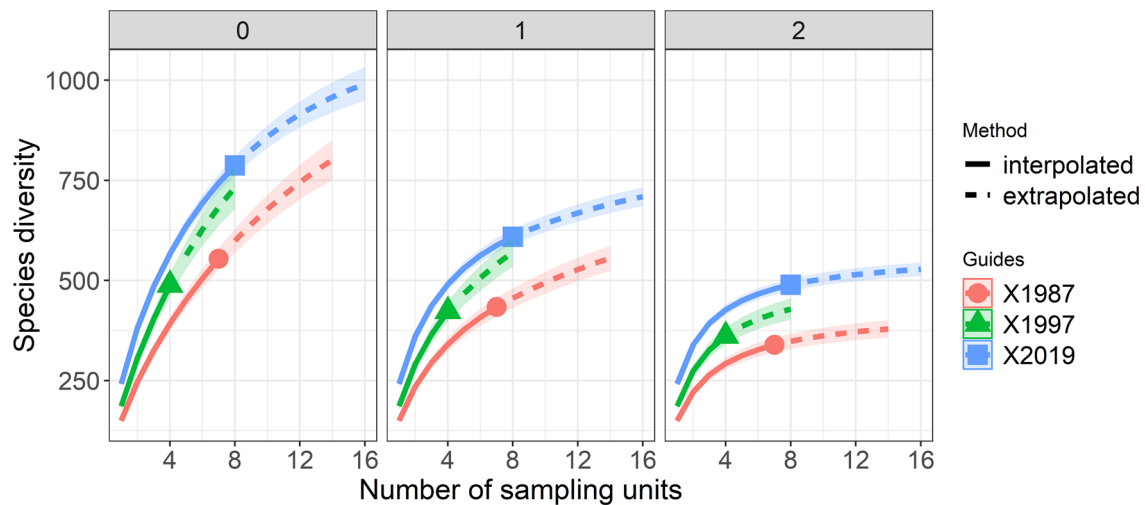 0
1
2
Species diversity
1000
750
500
250
4 8 12 16
4 8 12 16
4 8 12 16
Number of sampling units
Method
interpolated
extrapolated
Guides
X1987
X1997
X2019